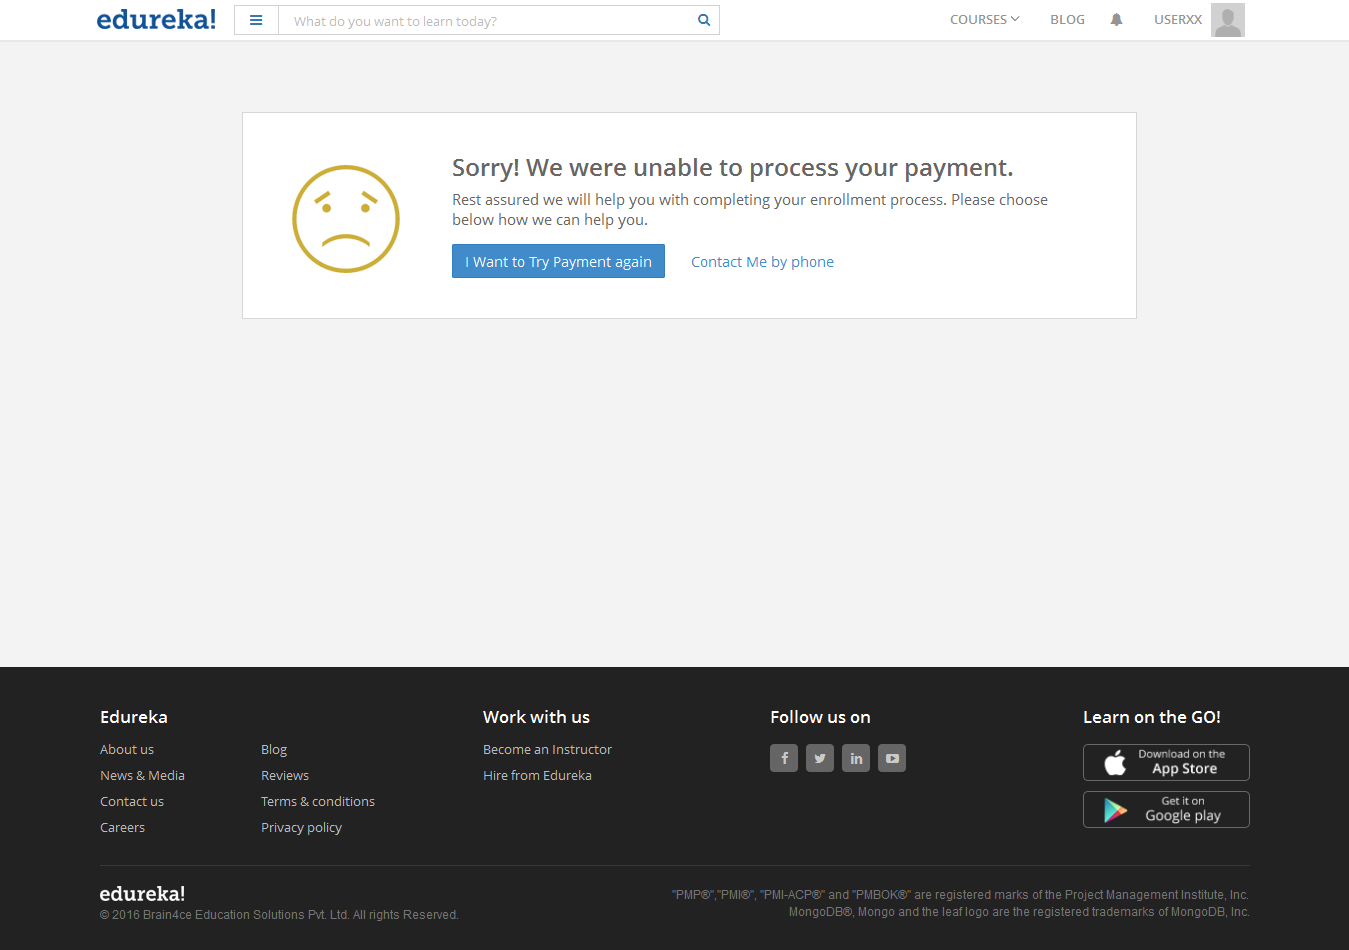 edureka!
What do you want to learn today?
COURSES
BLOG
USERXX
Sorry! We were unable to process your payment.
Rest assured we will help you with completing your enrollment process. Please choose
below how we can help you.
I Want to Try Payment again
Contact Me by phone
Edureka
About us
News & Media
Contact us
Careers
Blog
Reviews
Terms & conditions
Privacy policy
Work with us
Become an Instructor
Hire from Edureka
Follow us on
f
in
Learn on the GO!
Download on the
App Store
Get it on
Google play
edureka!
© 2016 Brain4ce Education Solutions Pvt. Ltd. All rights Reserved.
"PMP®","PMI®", "PMI-ACP®" and "PMBOK®" are registered marks of the Project Management Institute, Inc.
MongoDB®, Mongo and the leaf logo are the registered trademarks of MongoDB, Inc.